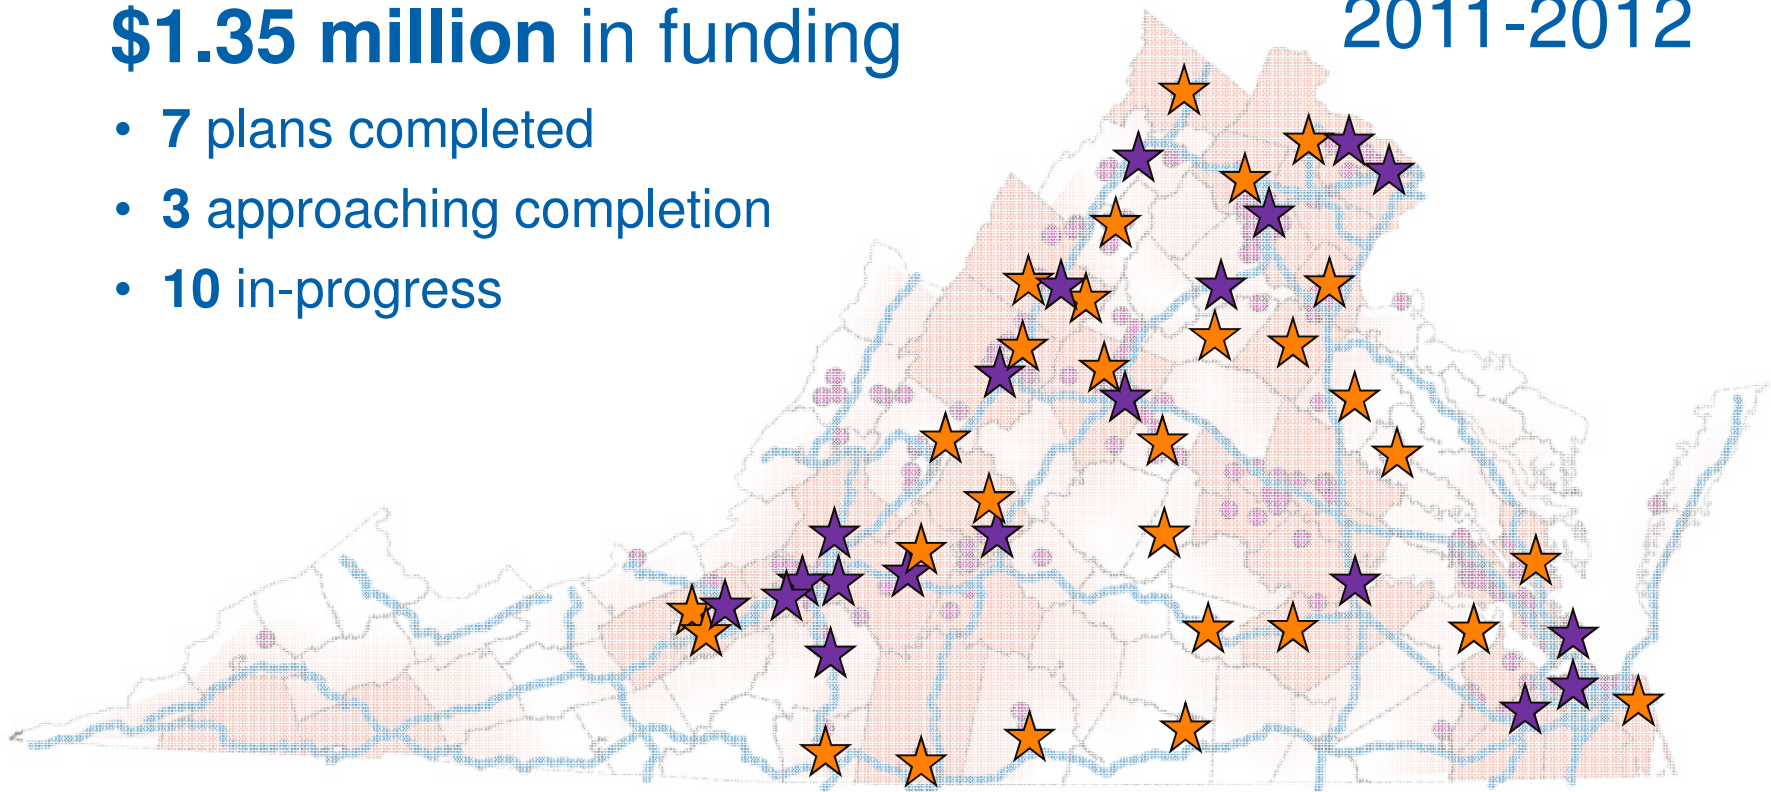 $1.35 million in funding
2011-2012
• 7 plans completed
• 3 approaching completion
• 10 in-progress